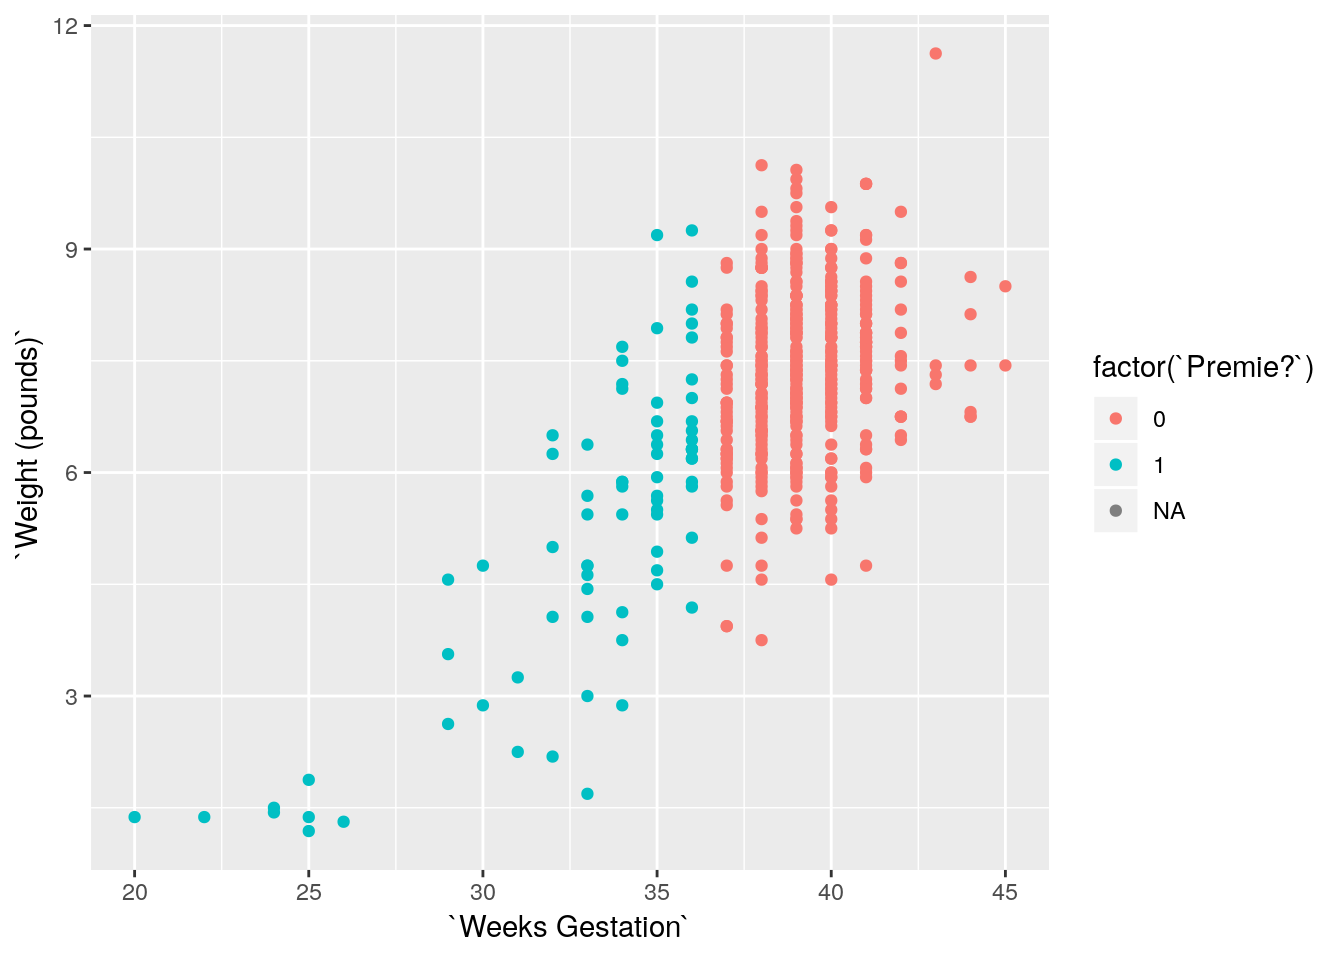 12
9
6
3
`Weight (pounds)`
20 25 30 35 40 45
`Weeks Gestation`
factor(`Premie?`)
0
1
NA